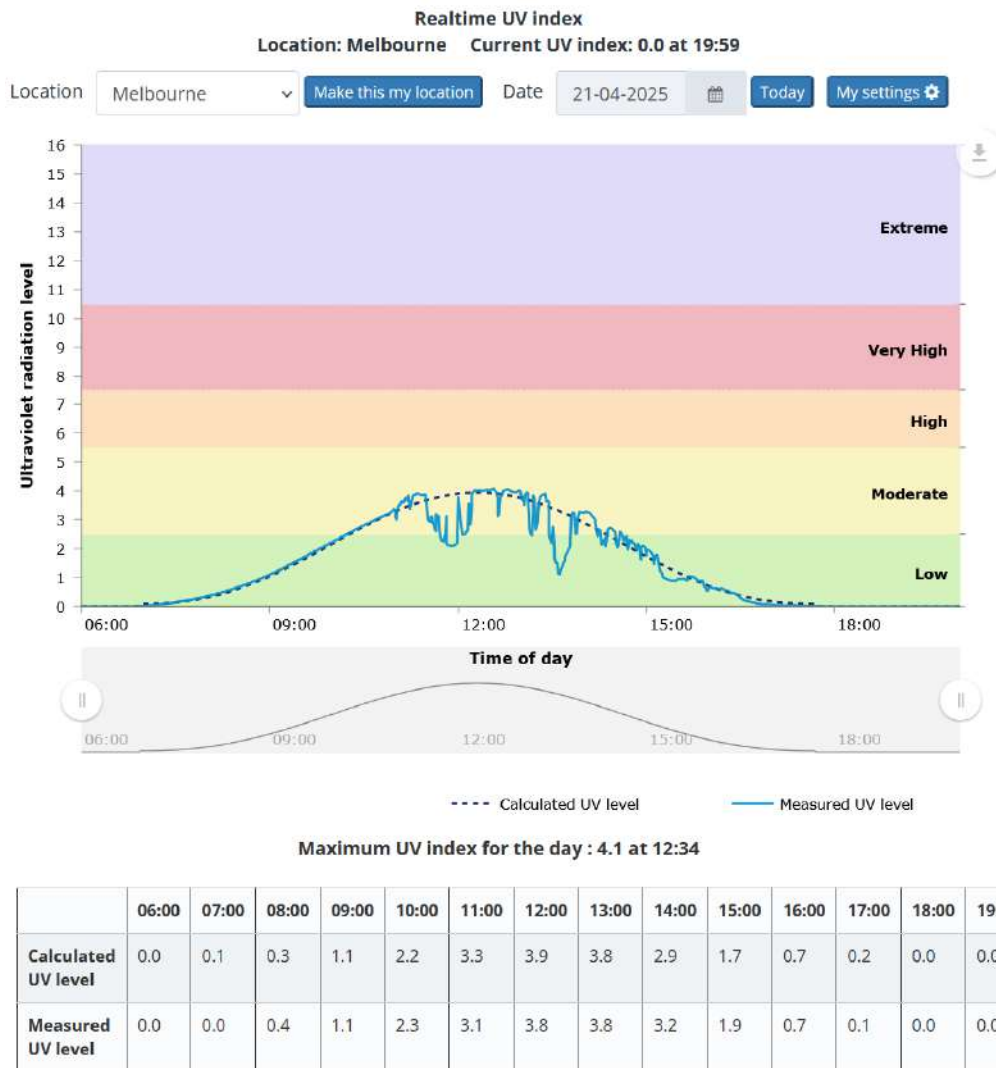 Realtime UV index
Location: Melbourne Current UV index: 0.0 at 19:59
Location Melbourne Make this my location Date 21-04-2025 Today My settings
16
15
14
13
12
11
10
9
8
7
6
5
4
3
2
1
0
Ultraviolet radiation level
Extreme
Very High
High
Moderate
Low
06:00 09:00 12:00 15:00 18:00
Time of day
06:00 09:00 12:00 15:00 18:00
Calculated UV level Measured UV level
Maximum UV index for the day : 4.1 at 12:34
06:00 07:00 08:00 09:00 10:00 11:00 12:00 13:00 14:00 15:00 16:00 17:00 18:00 19
Calculated UV level 0.0 0.1 0.3 1.1 2.2 3.3 3.9 3.8 2.9 1.7 0.7 0.2 0.0 0.0
Measured UV level 0.0 0.0 0.4 1.1 2.3 3.1 3.8 3.8 3.2 1.9 0.7 0.1 0.0 0.0